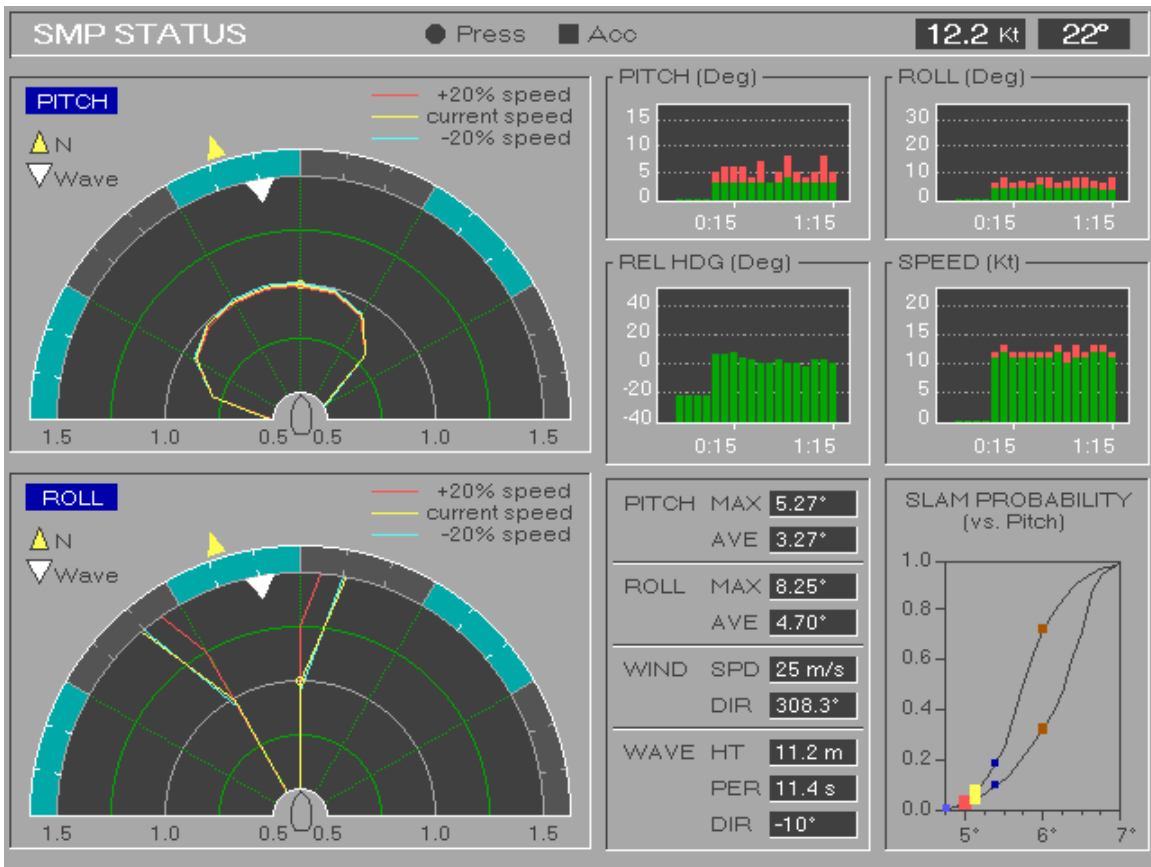 SMP STATUS Press Acc 12.2 Kt 22°
PITCH
N
Wave
+20% speed
current speed
-20% speed
1.5 1.0 0.5 0.5 1.0 1.5
PITCH (Deg)
15
10
5
0
0:15 1:15
ROLL (Deg)
30
20
10
0
0:15 1:15
REL HDG (Deg)
40
20
0
-20
-40
0:15 1:15
SPEED (Kt)
20
15
10
5
0
0:15 1:15
ROLL
N
Wave
+20% speed
current speed
-20% speed
1.5 1.0 0.5 0.5 1.0 1.5
PITCH MAX 5.27°
AVE 3.27°
ROLL MAX 8.25°
AVE 4.70°
WIND SPD 25 m/s
DIR 308.3°
WAVE HT 11.2 m
PER 11.4 s
DIR -10°
SLAM PROBABILITY
(vs. Pitch)
1.0
0.8
0.6
0.4
0.2
0.0
5° 6° 7°